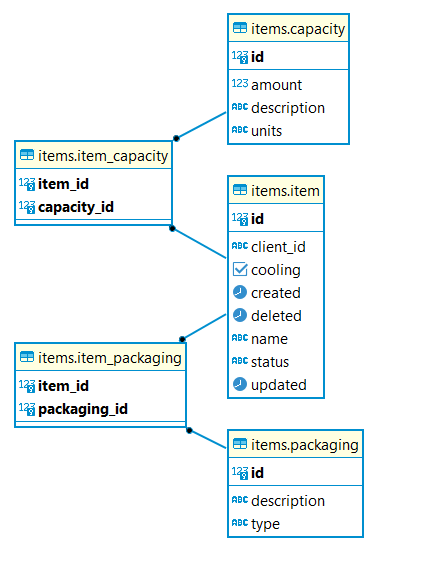 items.capacity
123 id
123 amount
ABC description
ABC units
items.item_capacity
123 item_id
123 capacity_id
items.item
123 id
ABC client_id
cooling
created
deleted
ABC name
ABC status
updated
items.item_packaging
123 item_id
123 packaging_id
items.packaging
123 id
ABC description
ABC type